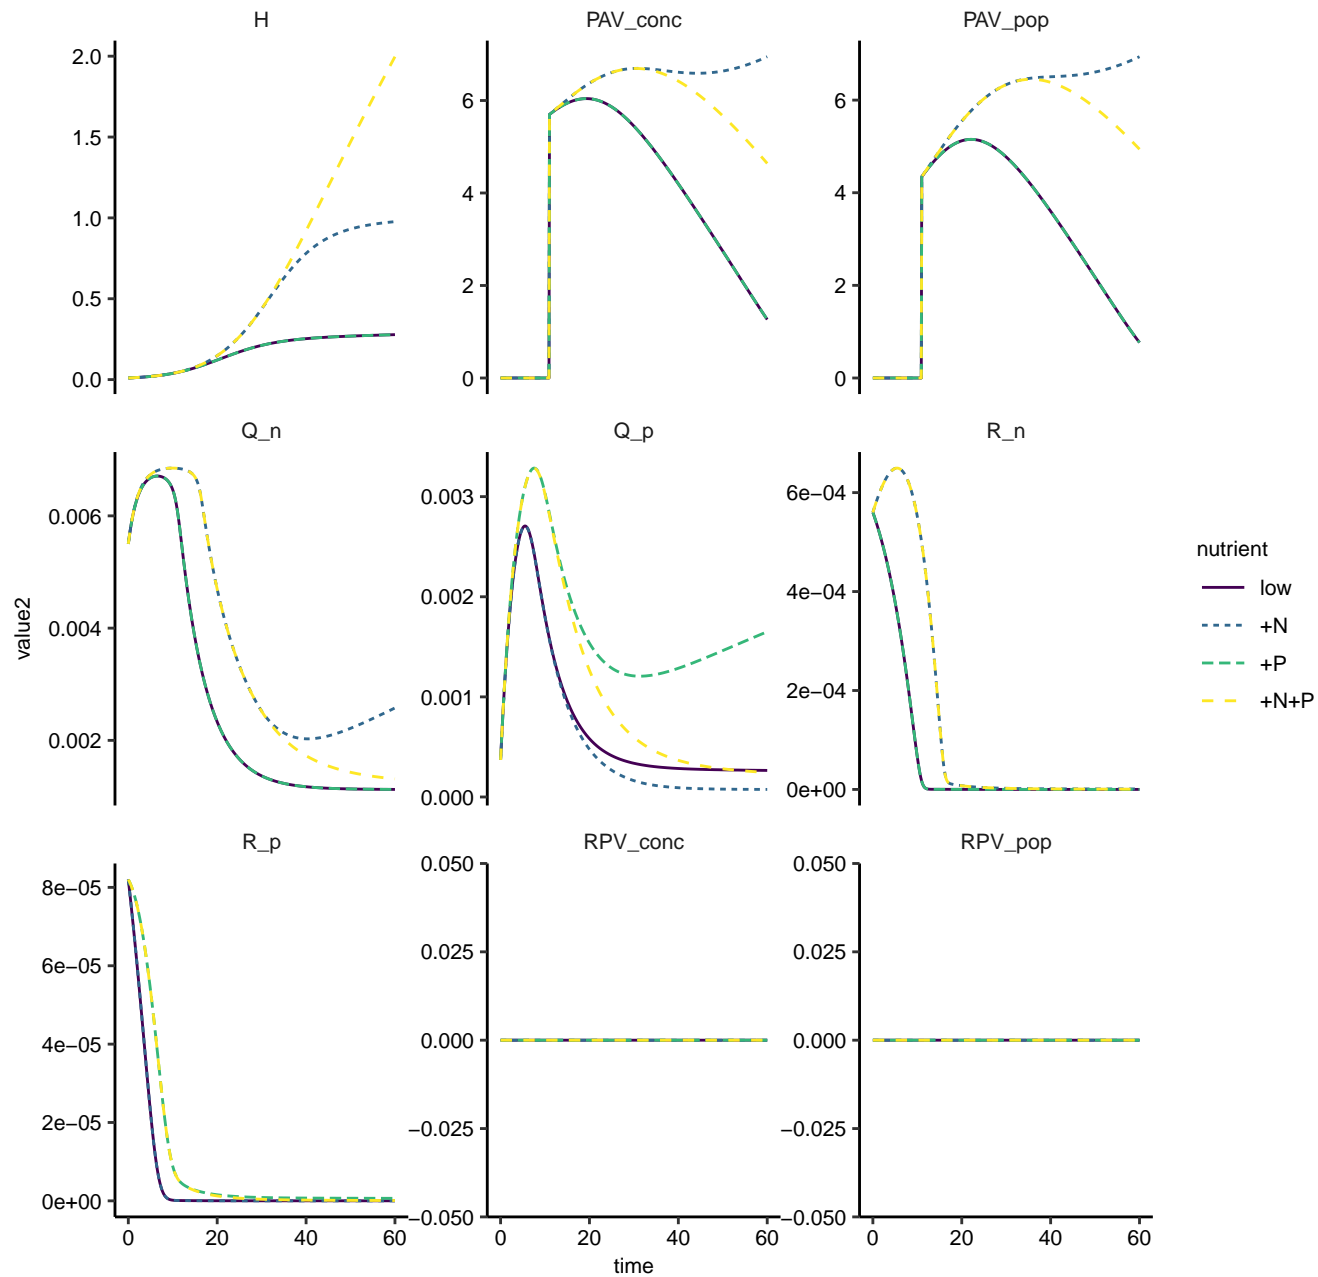 H PAV_conc PAV_pop
2.0
1.5
1.0
0.5
0.0
6
4
2
0
6
4
2
0
Q_n Q_p R_n
0.006
0.004
0.002
0.003
0.002
0.001
0.000
6e−04
4e−04
2e−04
0e+00
R_p RPV_conc RPV_pop
8e−05
6e−05
4e−05
2e−05
0e+00
0.050
0.025
0.000
−0.025
−0.050
0.050
0.025
0.000
−0.025
−0.050
0 20 40 60
0 20 40 60
0 20 40 60
time
value2
nutrient
low
+N
+P
+N+P